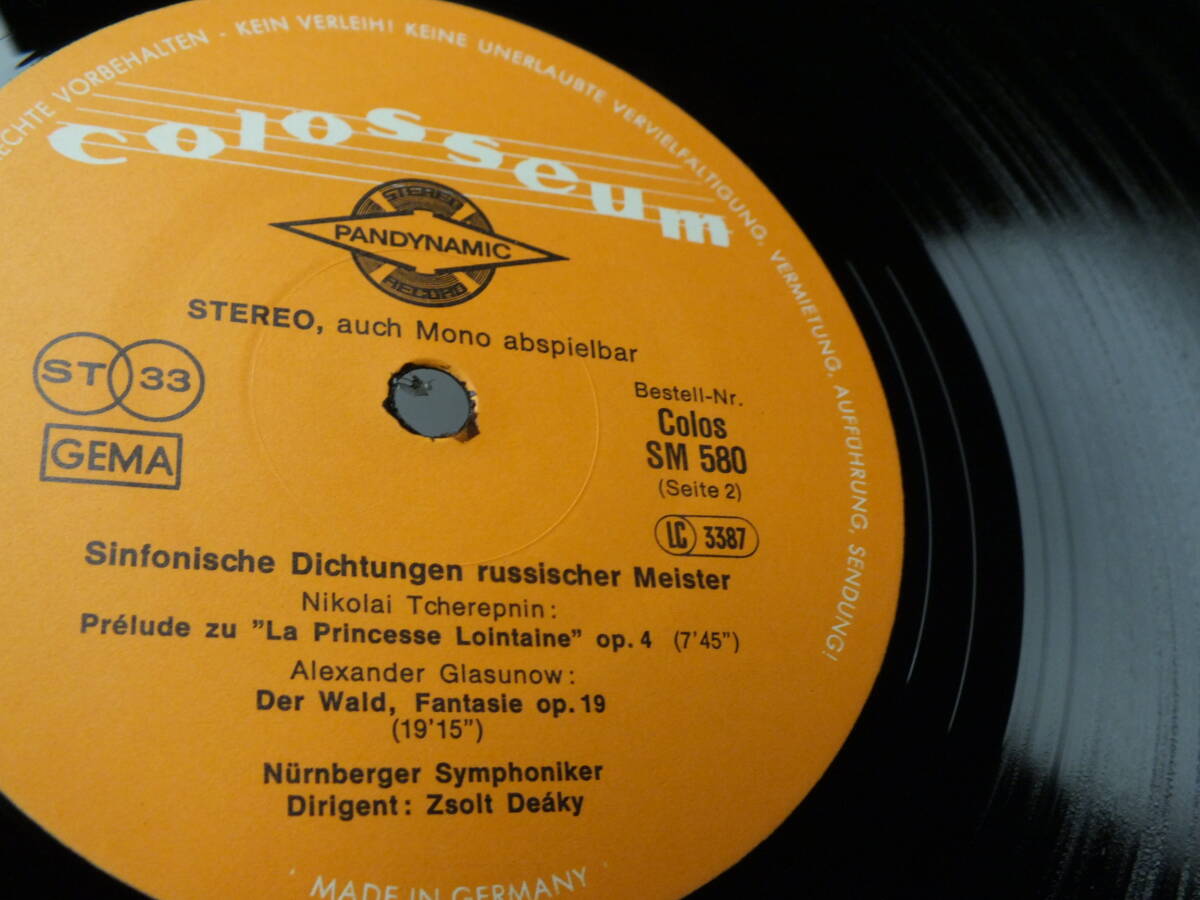 RECHTE VORBEHALTEN · KEIN VERLEIH! KEINE UNERLAUBTE VERVIELFÄLTIGUNG, VERMIETUNG, AUFFÜHRUNG, SENDUNG!
Colosseum
STEREO
PANDYNAMIC
RECORD
STEREO, auch Mono abspielbar
ST 33
GEMA
Bestell-Nr.
Colos
SM 580
(Seite 2)
LC 3387
Sinfonische Dichtungen russischer Meister
Nikolai Tcherepnin:
Prélude zu "La Princesse Lointaine" op. 4 (7'45")
Alexander Glasunow:
Der Wald, Fantasie op. 19
(19'15")
Nürnberger Symphoniker
Dirigent: Zsolt Deáky
MADE IN GERMANY